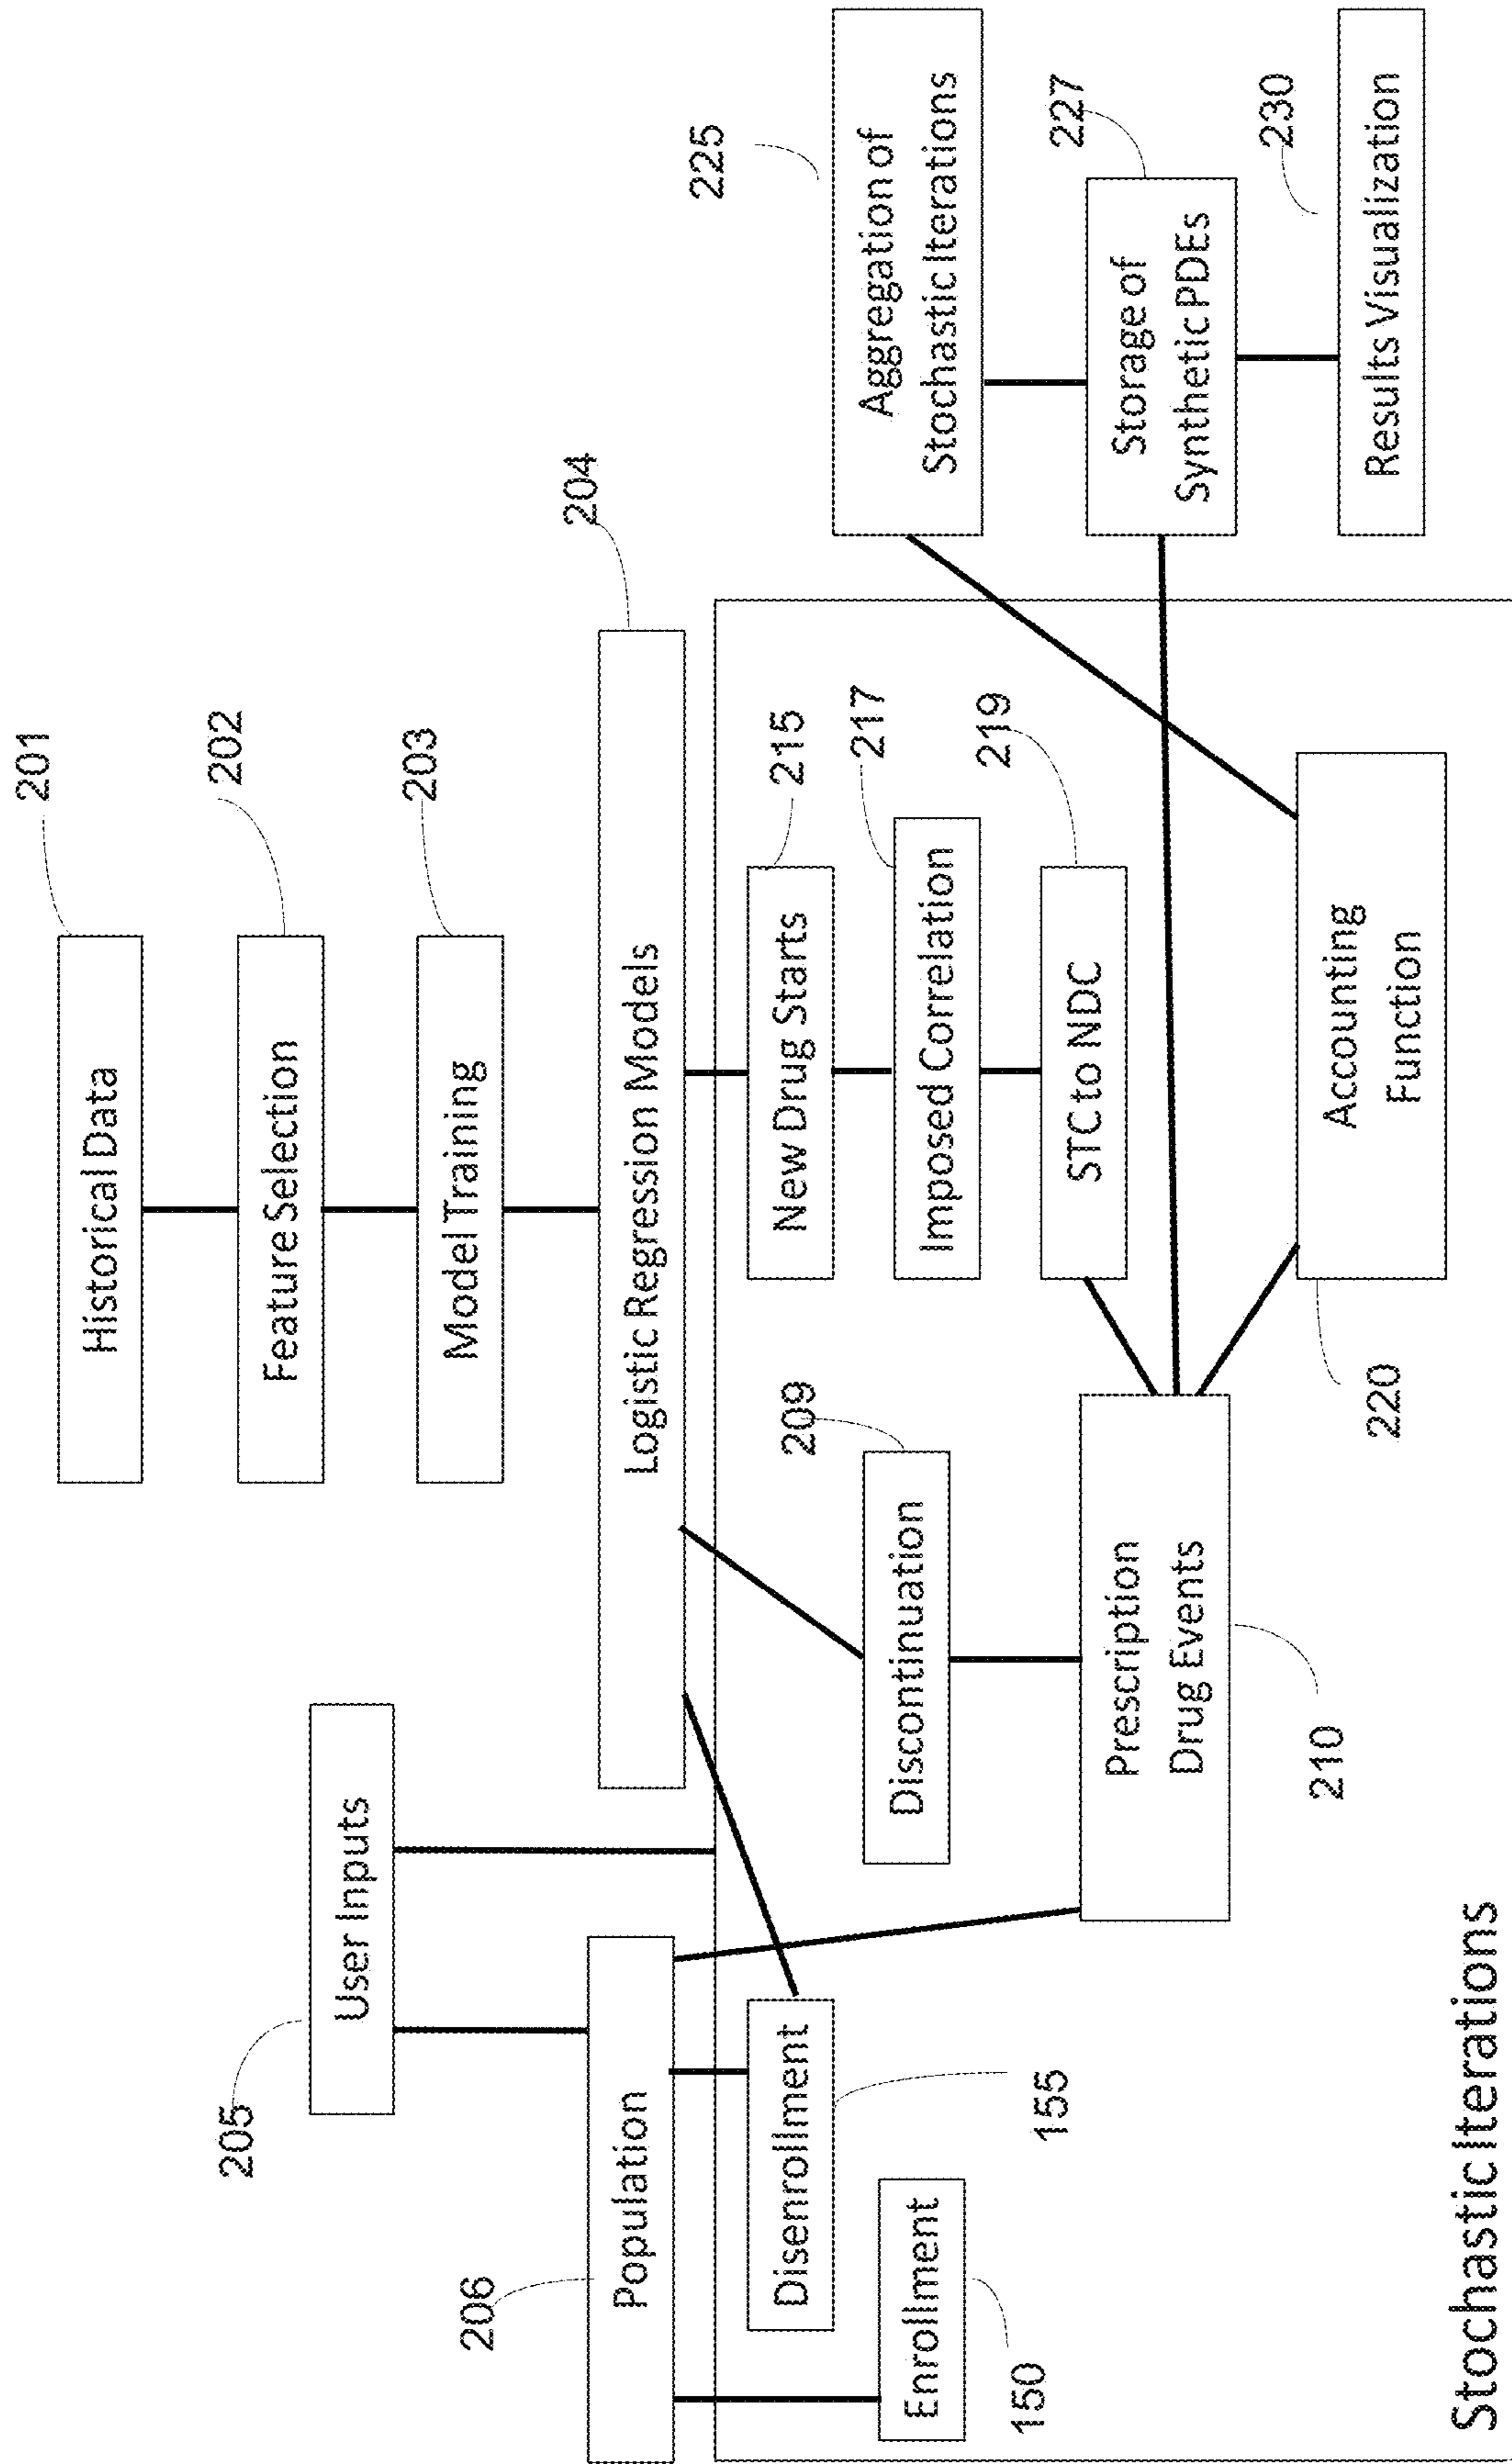 201
Historical Data
202
Feature Selection
203
Model Training
204
Logistic Regression Models
205
User Inputs
206
Population
Disenrollment
155
Enrollment
150
209
Discontinuation
Prescription
Drug Events
210
215
New Drug Starts
217
Imposed Correlation
219
STC to NDC
Accounting
Function
220
225
Aggregation of
Stochastic Iterations
227
Storage of
Synthetic PDEs
230
Results Visualization
Stochastic Iterations